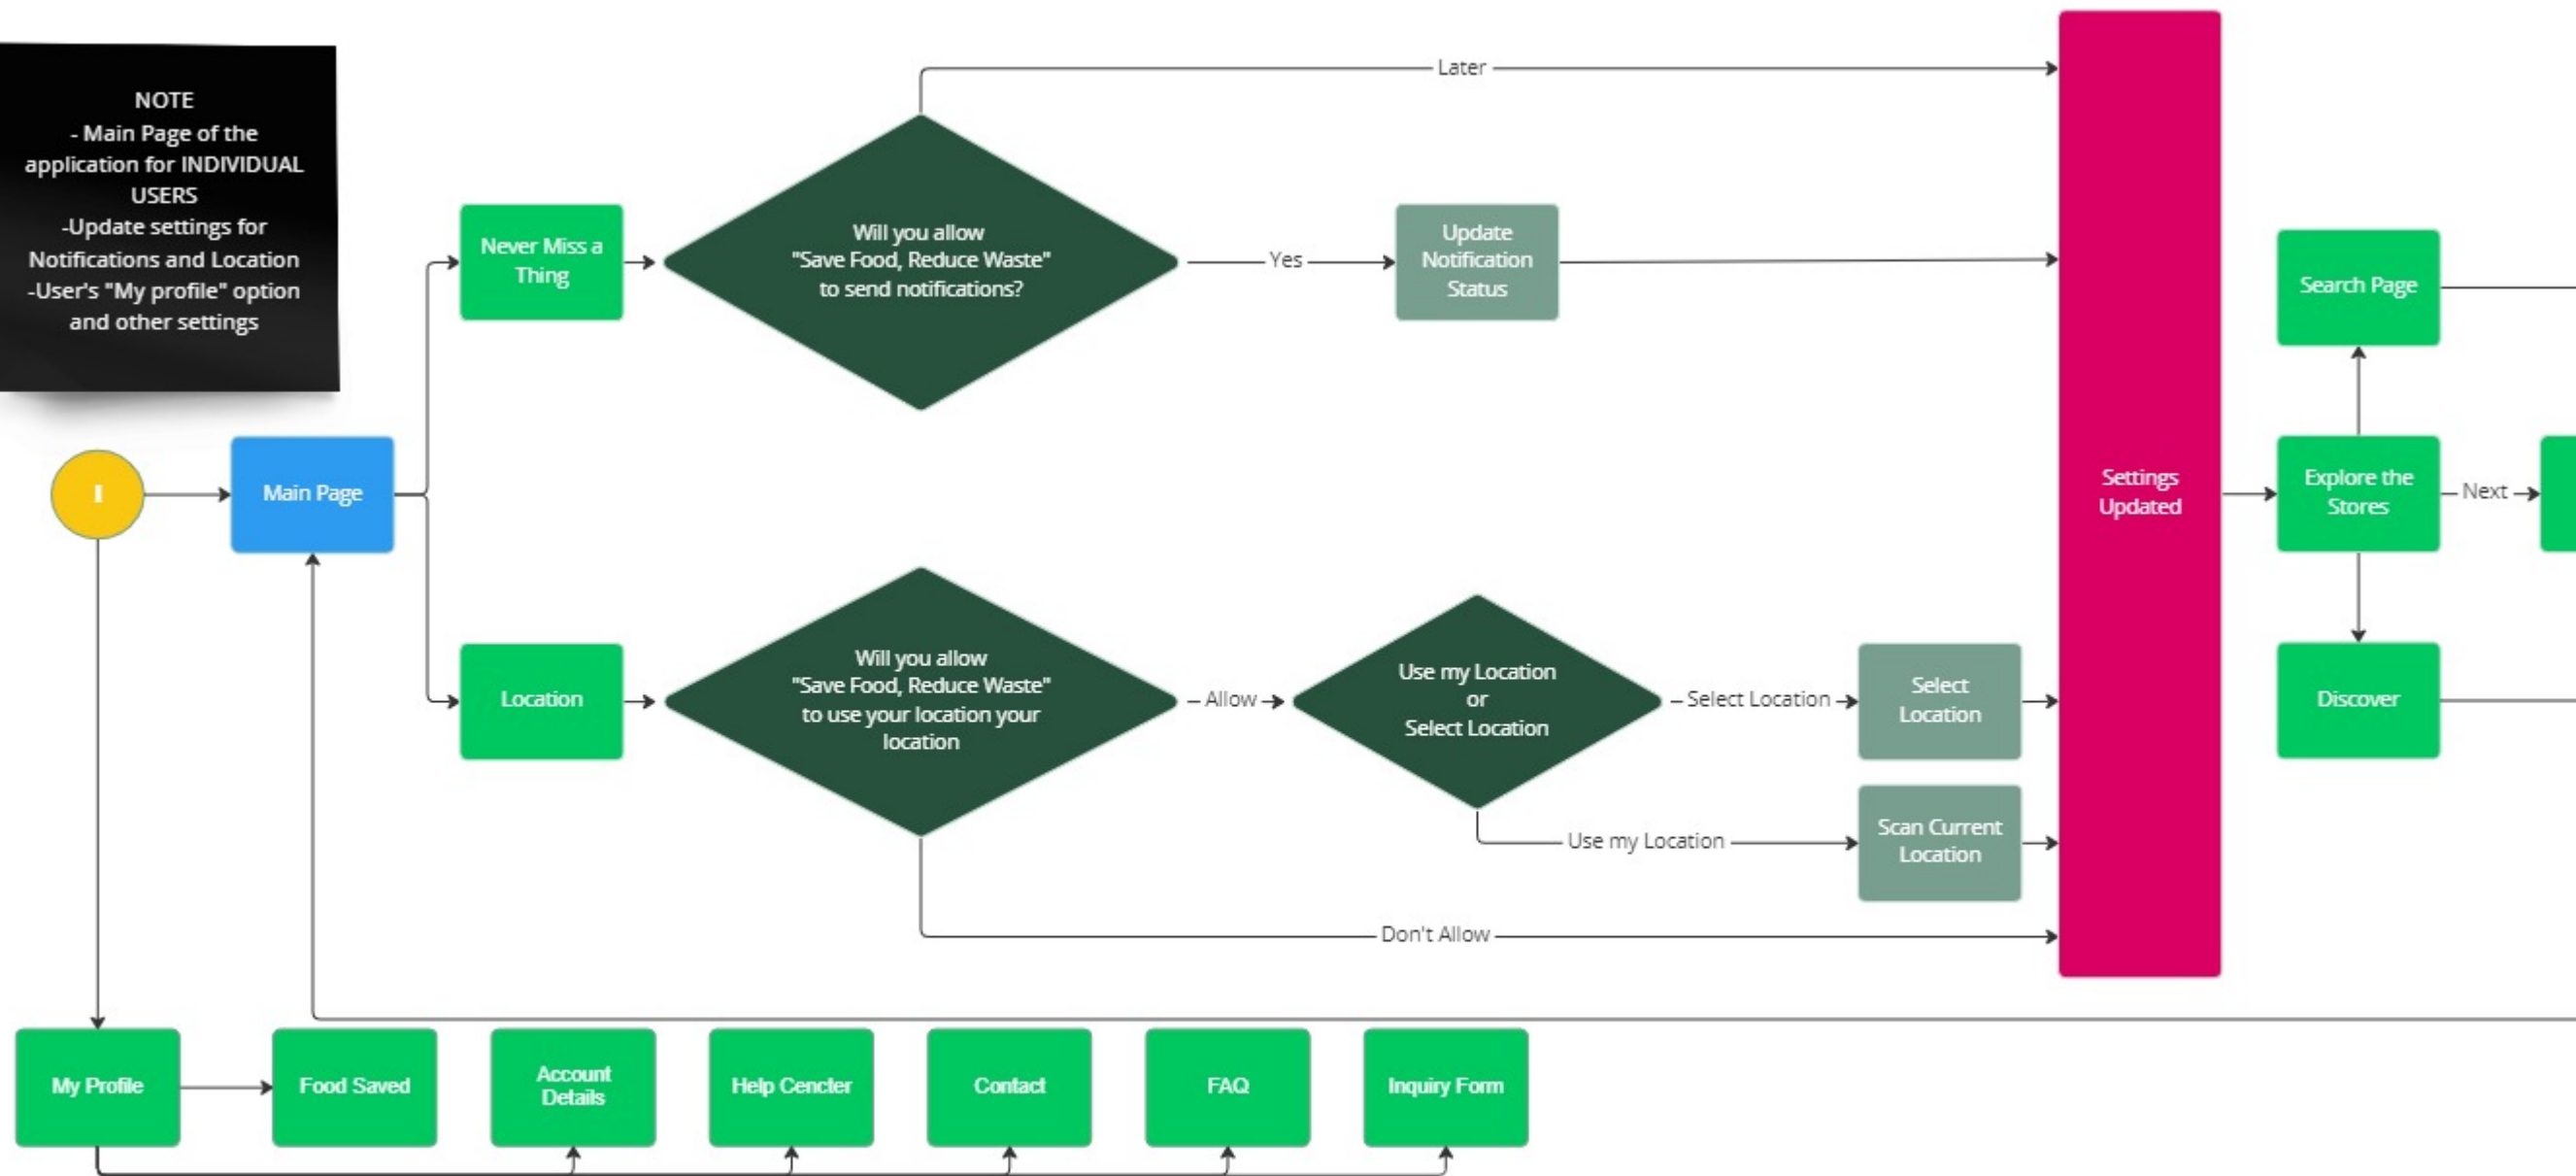 NOTE
- Main Page of the
application for INDIVIDUAL
USERS
-Update settings for
Notifications and Location
-User's "My profile" option
and other settings
I
Main Page
Never Miss a
Thing
Will you allow
"Save Food, Reduce Waste"
to send notifications?
Later
Yes
Update
Notification
Status
Location
Will you allow
"Save Food, Reduce Waste"
to use your location your
location
Allow
Use my Location
or
Select Location
Select Location
Select
Location
Use my Location
Scan Current
Location
Don't Allow
Settings
Updated
Search Page
Explore the
Stores
Next
Discover
My Profile
Food Saved
Account
Details
Help Cencter
Contact
FAQ
Inquiry Form